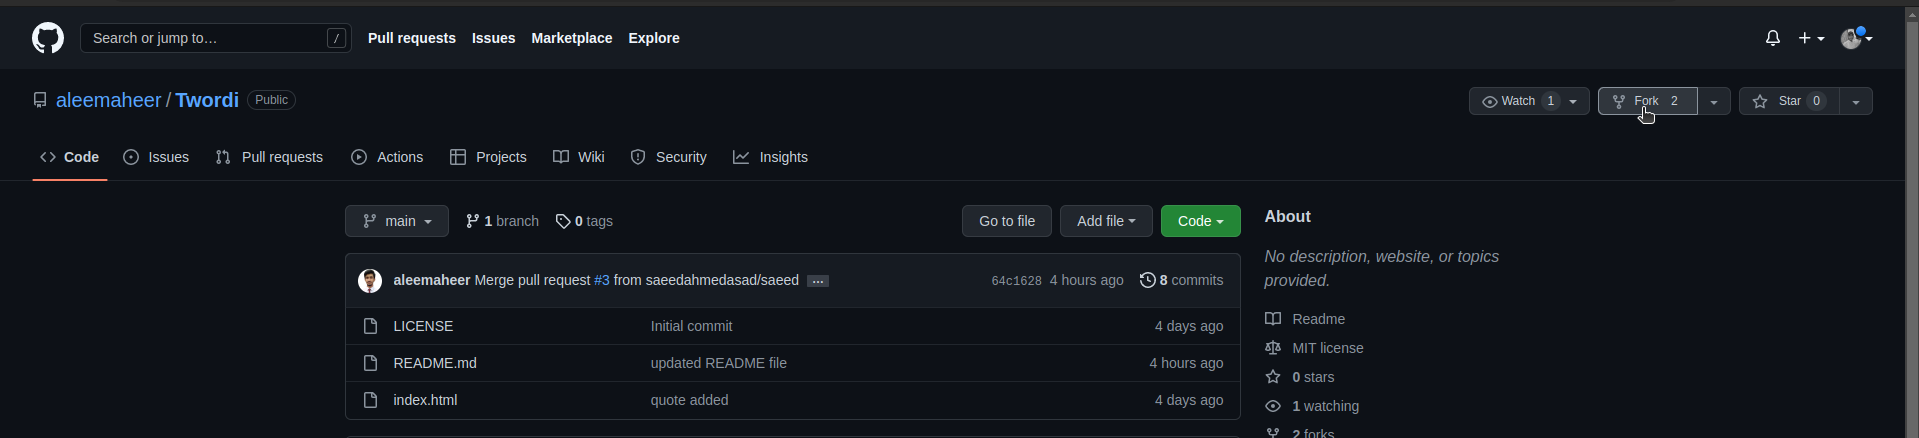 Search or jump to… /
Pull requests Issues Marketplace Explore
aleemaheer / Twordi Public
Watch 1 Fork 2 Star 0
Code Issues Pull requests Actions Projects Wiki Security Insights
main 1 branch 0 tags Go to file Add file Code
aleemaheer Merge pull request #3 from saeedahmedasad/saeed … 64c1628 4 hours ago 8 commits
LICENSE Initial commit 4 days ago
README.md updated README file 4 hours ago
index.html quote added 4 days ago
About
No description, website, or topics
provided.
Readme
MIT license
0 stars
1 watching
2 forks